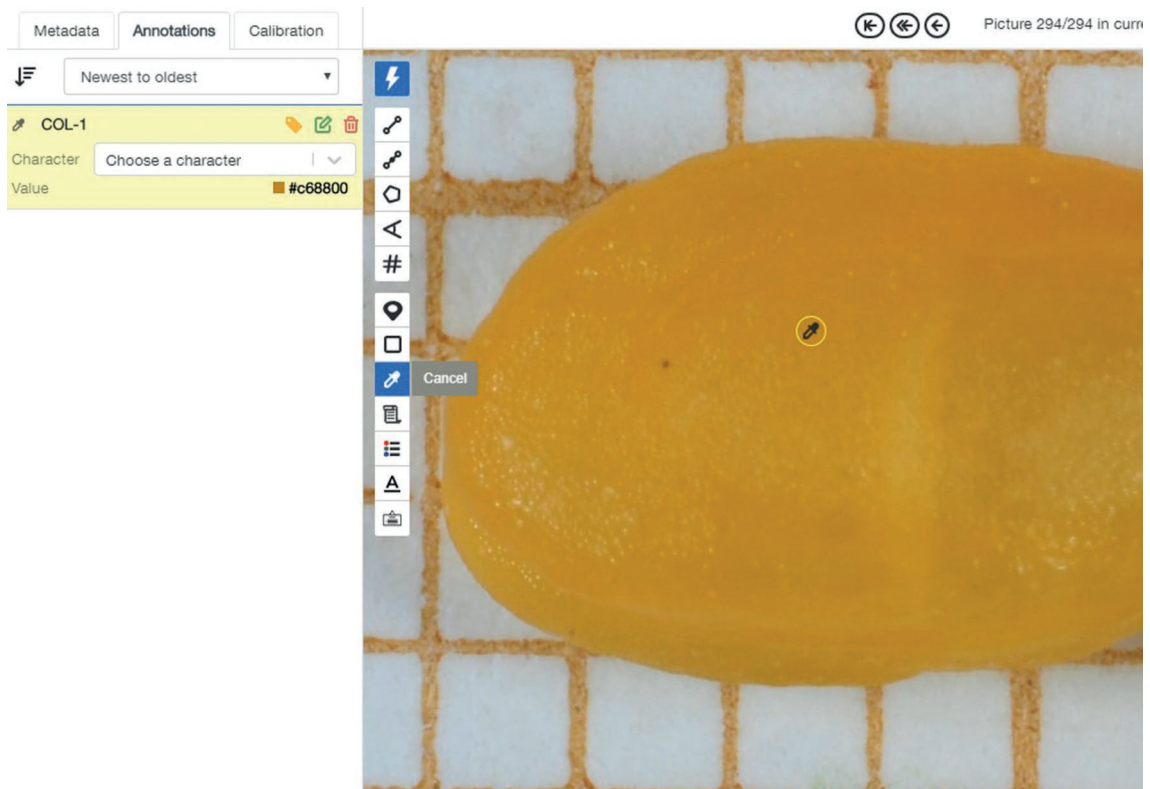 Metadata
Annotations
Calibration
Picture 294/294 in curr
Newest to oldest
COL-1
Character
Choose a character
Value
#c68800
Cancel